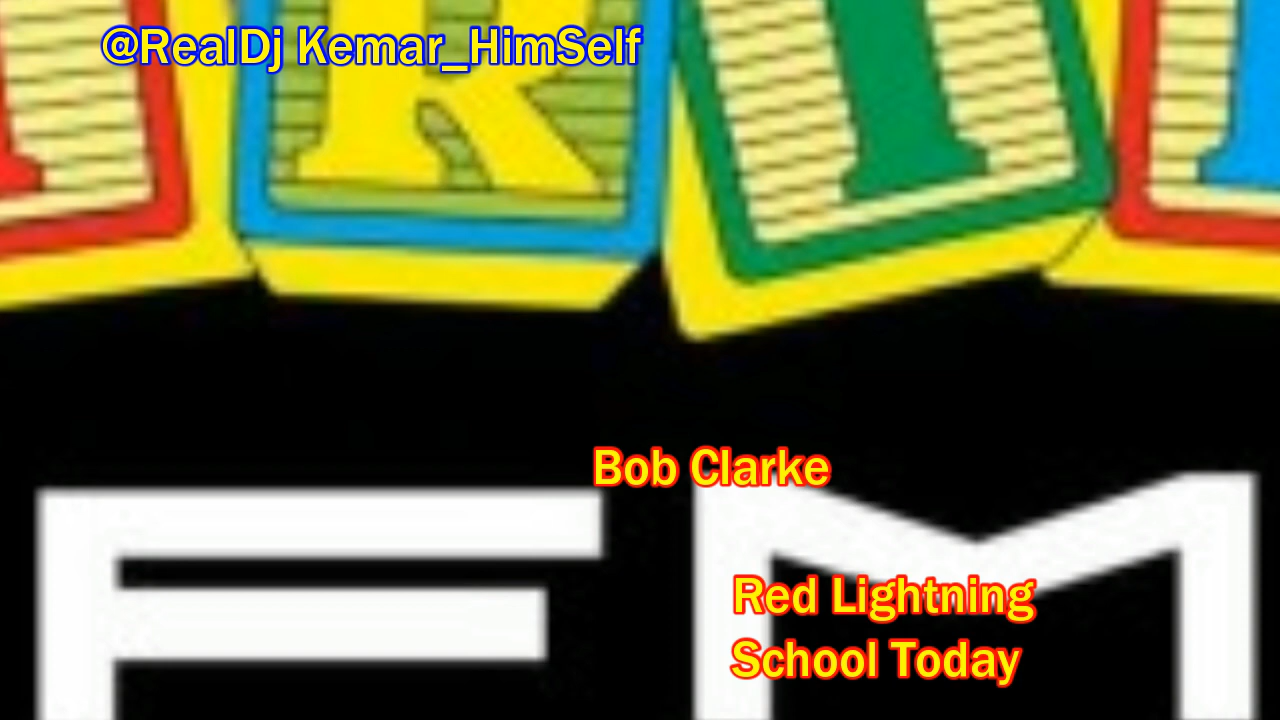 @RealDj Kemar_HimSelf
R I
Bob Clarke
FM
Red Lightning
School Today